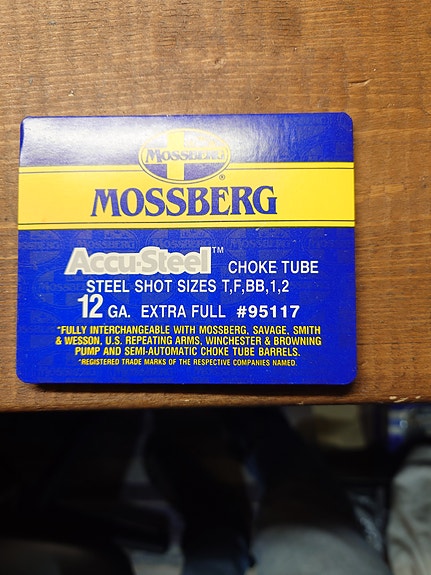 MOSSBERG
®
MOSSBERG
Accu-Steel™ CHOKE TUBE
STEEL SHOT SIZES T,F,BB,1,2
12 GA. EXTRA FULL #95117
*FULLY INTERCHANGEABLE WITH MOSSBERG, SAVAGE, SMITH
& WESSON, U.S. REPEATING ARMS, WINCHESTER & BROWNING
PUMP AND SEMI-AUTOMATIC CHOKE TUBE BARRELS.
*REGISTERED TRADE MARKS OF THE RESPECTIVE COMPANIES NAMED.